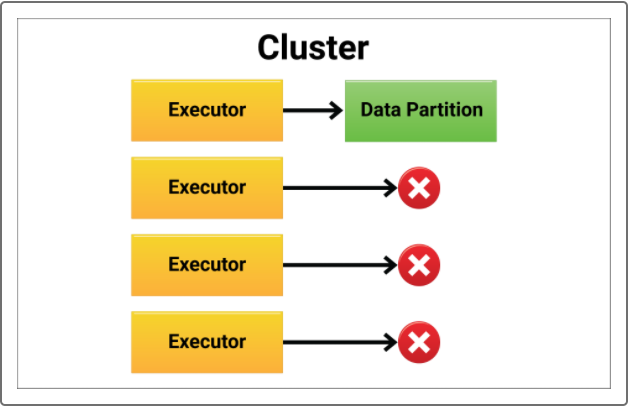 Cluster
Executor
Data Partition
Executor
Executor
Executor